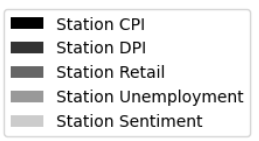 Station CPI
Station DPI
Station Retail
Station Unemployment
Station Sentiment